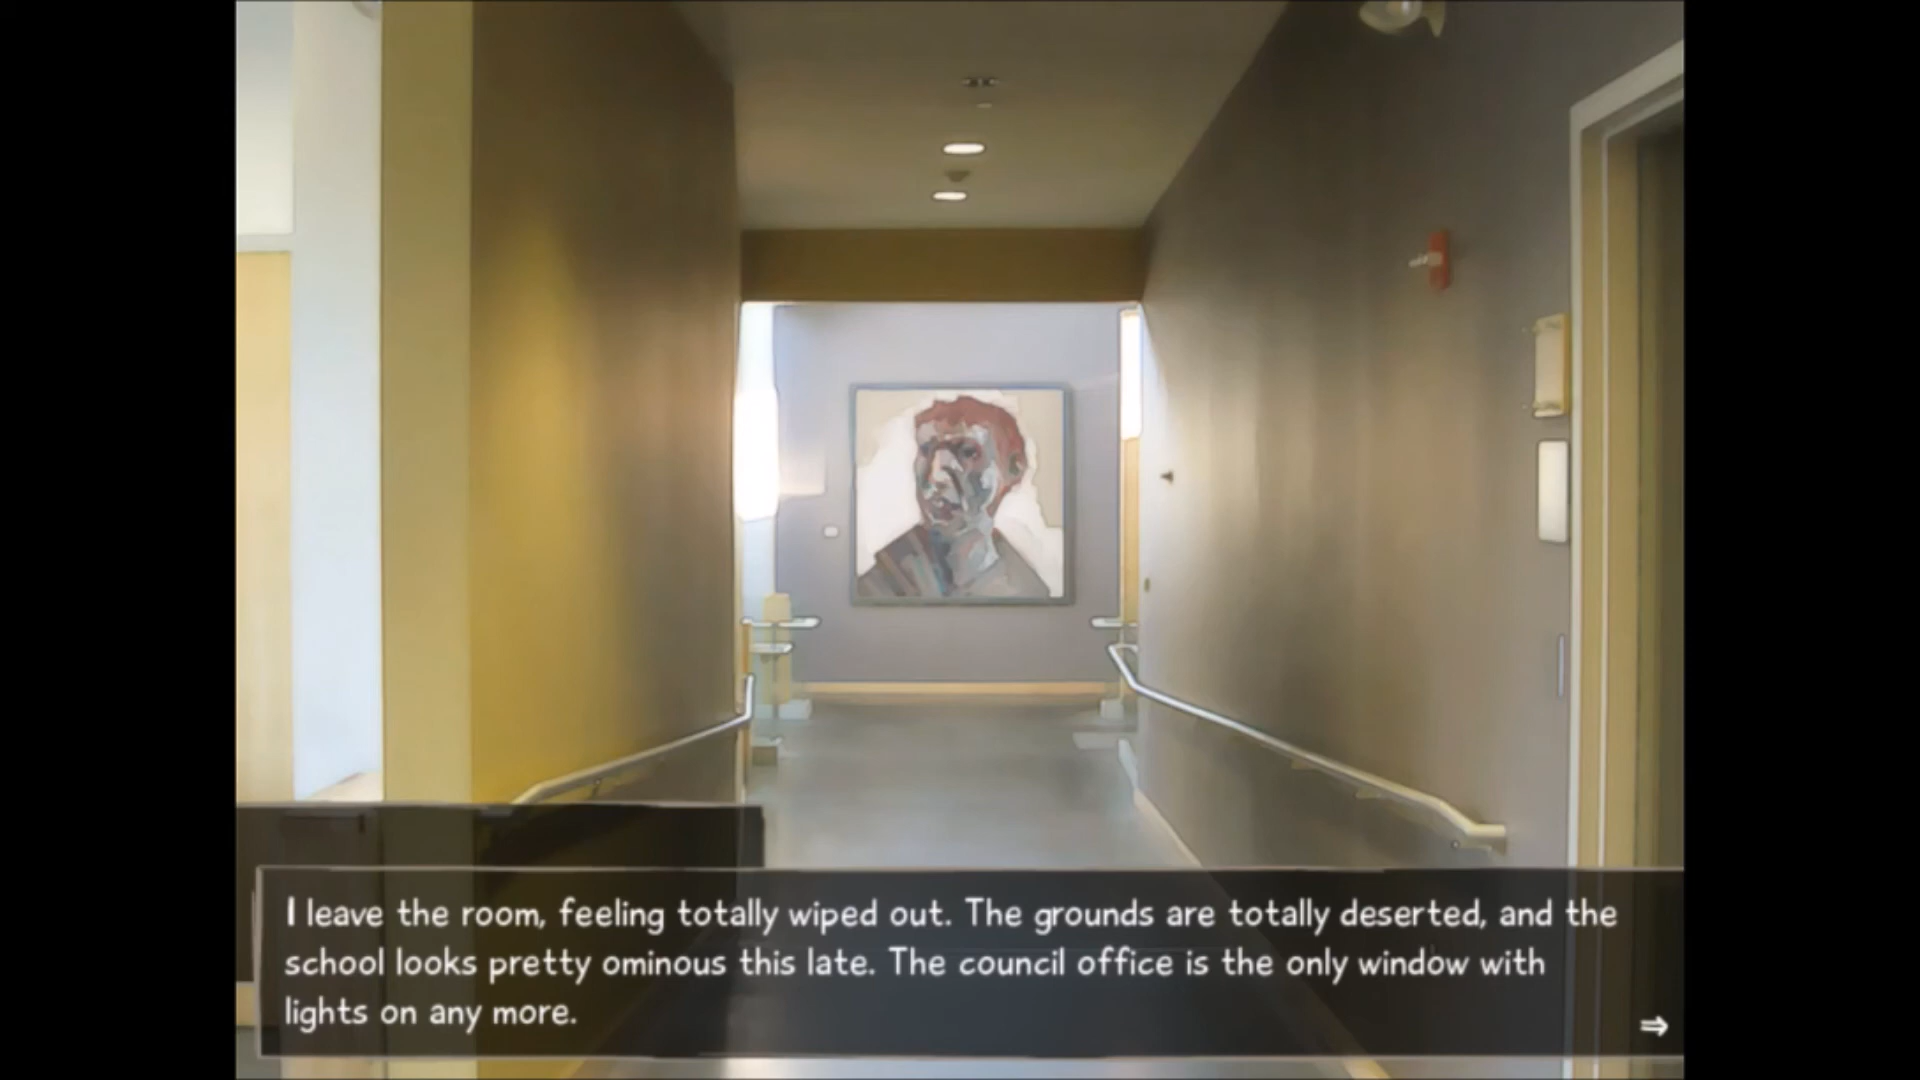 I leave the room, feeling totally wiped out. The grounds are totally deserted, and the
school looks pretty ominous this late. The council office is the only window with
lights on any more.